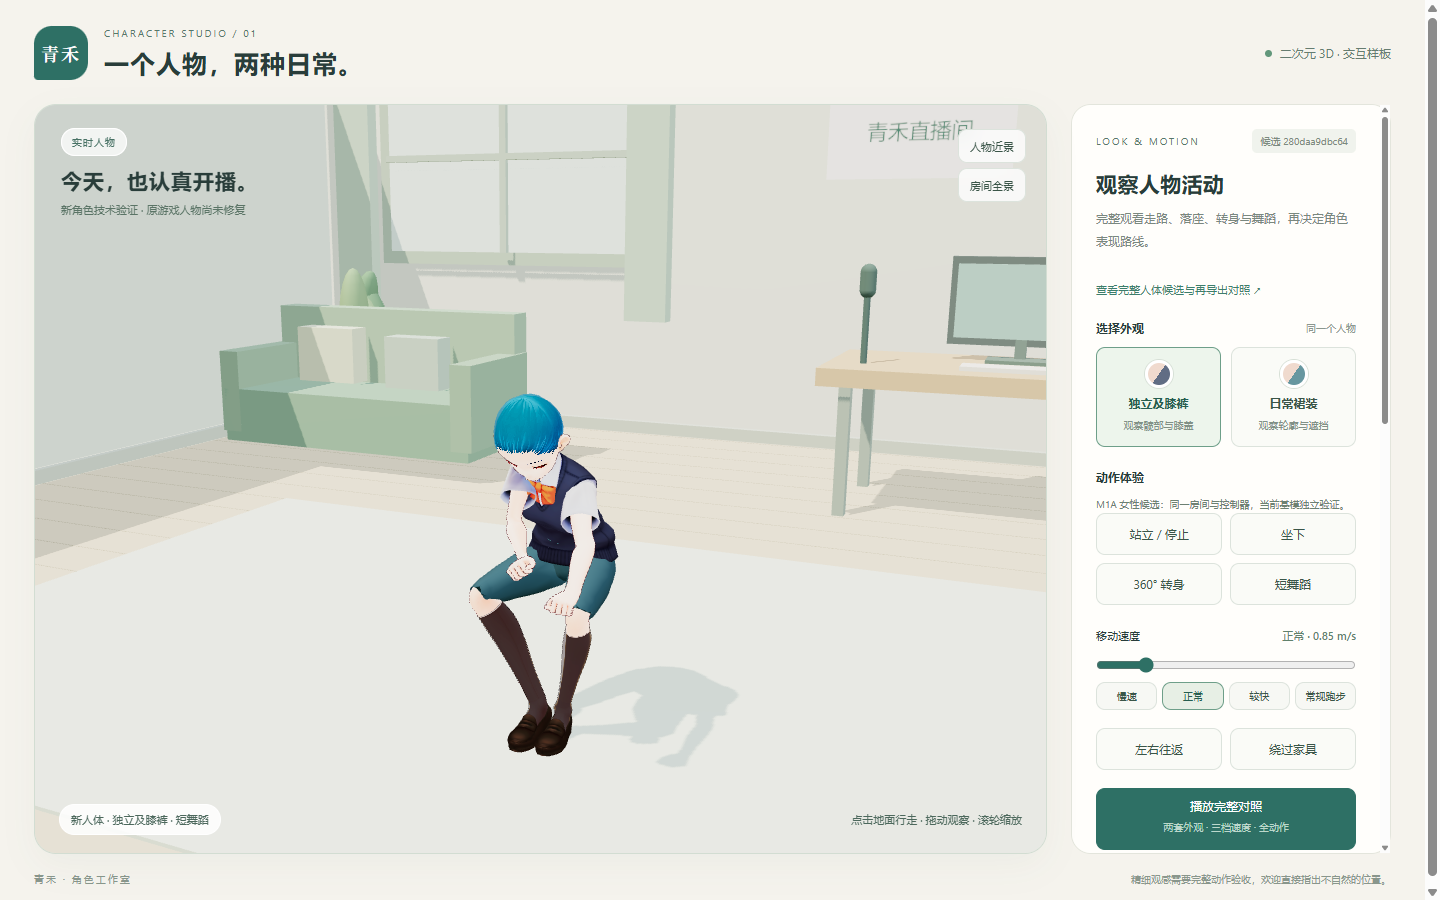 青禾
CHARACTER STUDIO / 01
一个人物，两种日常。
二次元 3D · 交互样板
实时人物
今天，也认真开播。
新角色技术验证 · 原游戏人物尚未修复
青禾直播间
人物近景
房间全景
新人体 · 独立及膝裤 · 短舞蹈
点击地面行走 · 拖动观察 · 滚轮缩放
LOOK & MOTION
候选 280daa9dbc64
观察人物活动
完整观看走路、落座、转身与舞蹈，再决定角色
表现路线。
查看完整人体候选与再导出对照 ↗
选择外观
同一个人物
独立及膝裤
观察髋部与膝盖
日常裙装
观察轮廓与遮挡
动作体验
M1A 女性候选：同一房间与控制器，当前基模独立验证。
站立 / 停止
坐下
360° 转身
短舞蹈
移动速度
正常 · 0.85 m/s
慢速
正常
较快
常规跑步
左右往返
绕过家具
播放完整对照
两套外观 · 三档速度 · 全动作
青禾 · 角色工作室
精细观感需要完整动作验收，欢迎直接指出不自然的位置。